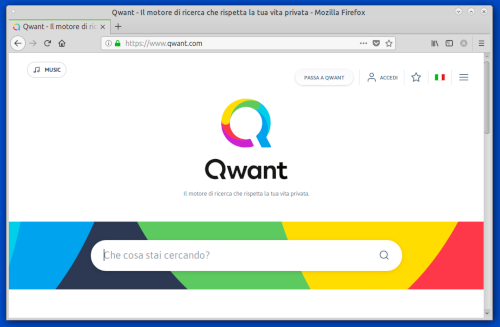 Qwant - Il motore di ricerca che rispetta la tua vita privata - Mozilla Firefox
Qwant - Il motore di ric
https://www.qwant.com
MUSIC
PASSA A QWANT
ACCEDI
Qwant
Il motore di ricerca che rispetta la tua vita privata
Che cosa stai cercando?